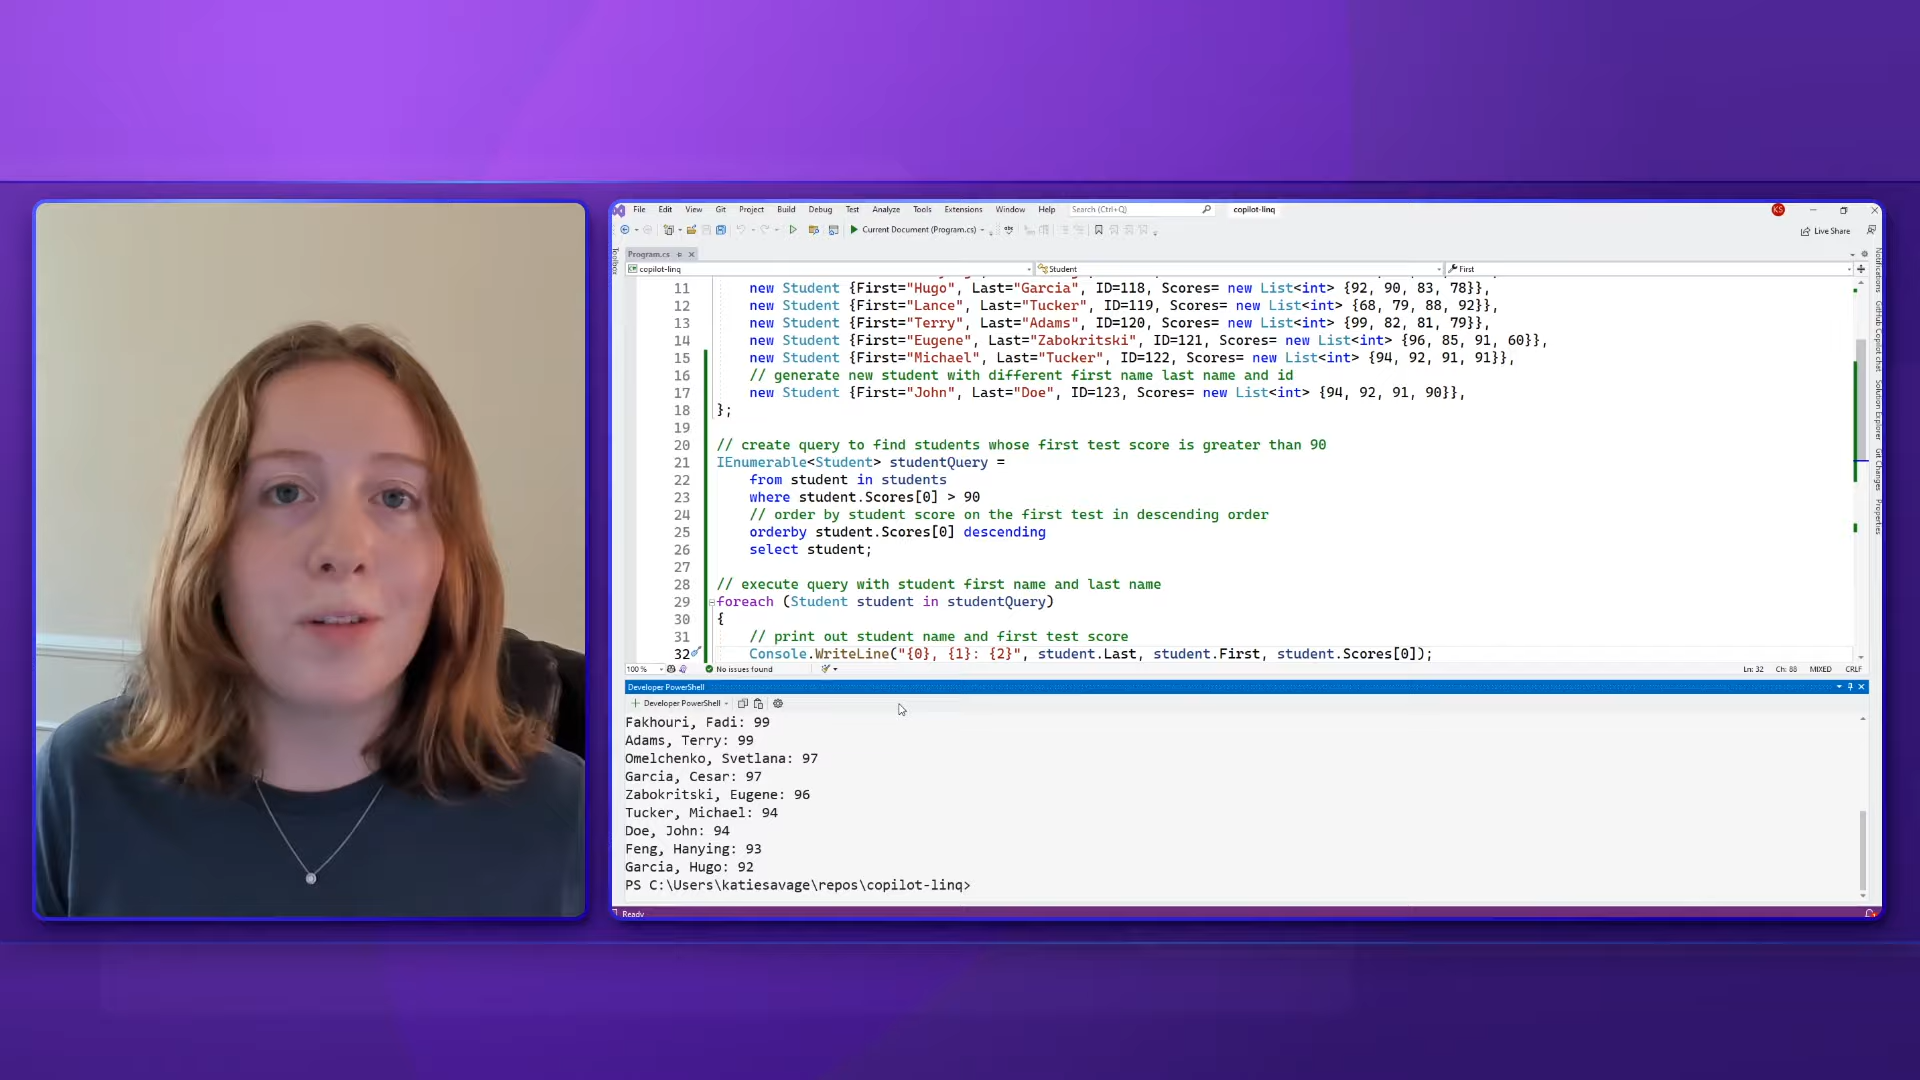 File Edit View Git Project Build Debug Test Analyze Tools Extensions Window Help Search (Ctrl+Q) copilot-linq KS
Current Document (Program.cs) Live Share
Program.cs
copilot-linq Student First
11 new Student {First="Hugo", Last="Garcia", ID=118, Scores= new List<int> {92, 90, 83, 78}},
12 new Student {First="Lance", Last="Tucker", ID=119, Scores= new List<int> {68, 79, 88, 92}},
13 new Student {First="Terry", Last="Adams", ID=120, Scores= new List<int> {99, 82, 81, 79}},
14 new Student {First="Eugene", Last="Zabokritski", ID=121, Scores= new List<int> {96, 85, 91, 60}},
15 new Student {First="Michael", Last="Tucker", ID=122, Scores= new List<int> {94, 92, 91, 91}},
16 // generate new student with different first name last name and id
17 new Student {First="John", Last="Doe", ID=123, Scores= new List<int> {94, 92, 91, 90}},
18 };
19
20 // create query to find students whose first test score is greater than 90
21 IEnumerable<Student> studentQuery =
22 from student in students
23 where student.Scores[0] > 90
24 // order by student score on the first test in descending order
25 orderby student.Scores[0] descending
26 select student;
27
28 // execute query with student first name and last name
29 foreach (Student student in studentQuery)
30 {
31 // print out student name and first test score
32 Console.WriteLine("{0}, {1}: {2}", student.Last, student.First, student.Scores[0]);
100 % No issues found Ln: 32 Ch: 88 MIXED CRLF
Developer PowerShell
Developer PowerShell
Fakhouri, Fadi: 99
Adams, Terry: 99
Omelchenko, Svetlana: 97
Garcia, Cesar: 97
Zabokritski, Eugene: 96
Tucker, Michael: 94
Doe, John: 94
Feng, Hanying: 93
Garcia, Hugo: 92
PS C:\Users\katiesavage\repos\copilot-linq>
Ready
Toolbox
Notifications
GitHub Copilot chat
Solution Explorer
Git Changes
Properties